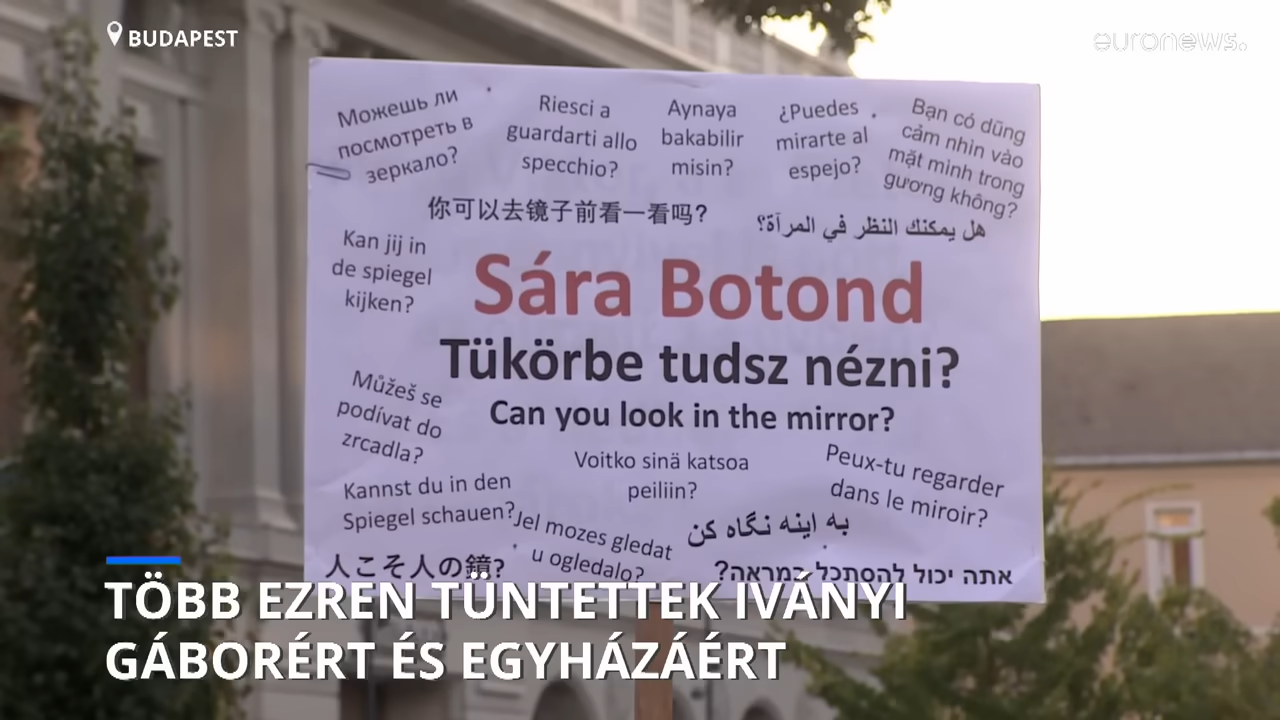 BUDAPEST
euronews.
Можешь ли
посмотреть в
зеркало?
Riesci a
guardarti allo
specchio?
Aynaya
bakabilir
misin?
¿Puedes
mirarte al
espejo?
Bạn có dũng
cảm nhìn vào
mặt mình trong
gương không?
你可以去镜子前看一看吗?
هل يمكنك النظر في المرآة؟
Kan jij in
de spiegel
kijken?
Sára Botond
Tükörbe tudsz nézni?
Can you look in the mirror?
Můžeš se
podívat do
zrcadla?
Voitko sinä katsoa
peiliin?
Peux-tu regarder
dans le miroir?
Kannst du in den
Spiegel schauen?
Jel mozes gledat
u ogledalo?
به اینه نگاه کن
人こそ人の鏡?
אתה יכול להסתכל במראה?
TÖBB EZREN TÜNTETTEK IVÁNYI
GÁBORÉRT ÉS EGYHÁZÁÉRT